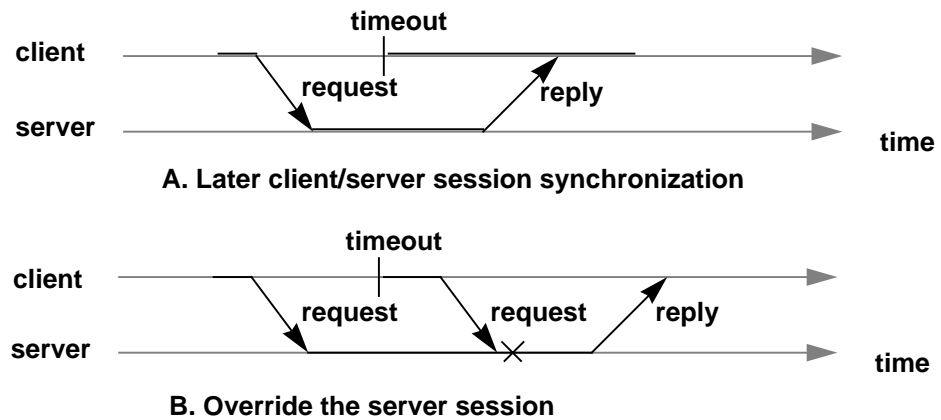 timeout
client
request
reply
server
time
A. Later client/server session synchronization
timeout
client
request
request
reply
server
time
B. Override the server session